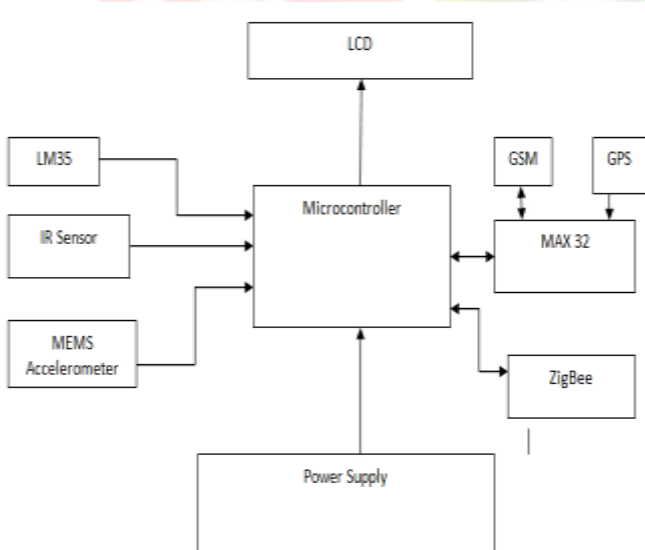 LCD
LM35
GSM
GPS
Microcontroller
IR Sensor
MAX 32
MEMS
Accelerometer
ZigBee
Power Supply